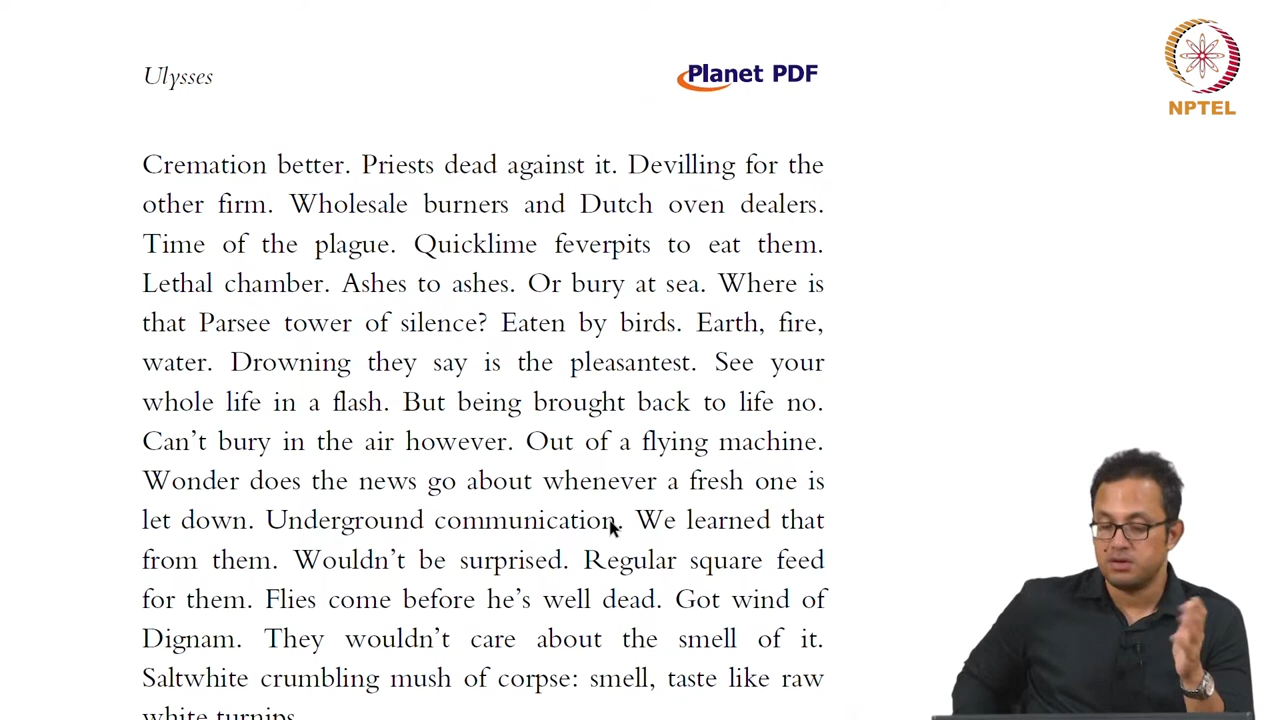 Ulysses
Planet PDF
NPTEL
Cremation better. Priests dead against it. Devilling for the
other firm. Wholesale burners and Dutch oven dealers.
Time of the plague. Quicklime feverpits to eat them.
Lethal chamber. Ashes to ashes. Or bury at sea. Where is
that Parsee tower of silence? Eaten by birds. Earth, fire,
water. Drowning they say is the pleasantest. See your
whole life in a flash. But being brought back to life no.
Can't bury in the air however. Out of a flying machine.
Wonder does the news go about whenever a fresh one is
let down. Underground communication. We learned that
from them. Wouldn't be surprised. Regular square feed
for them. Flies come before he's well dead. Got wind of
Dignam. They wouldn't care about the smell of it.
Saltwhite crumbling mush of corpse: smell, taste like raw
white turnips.